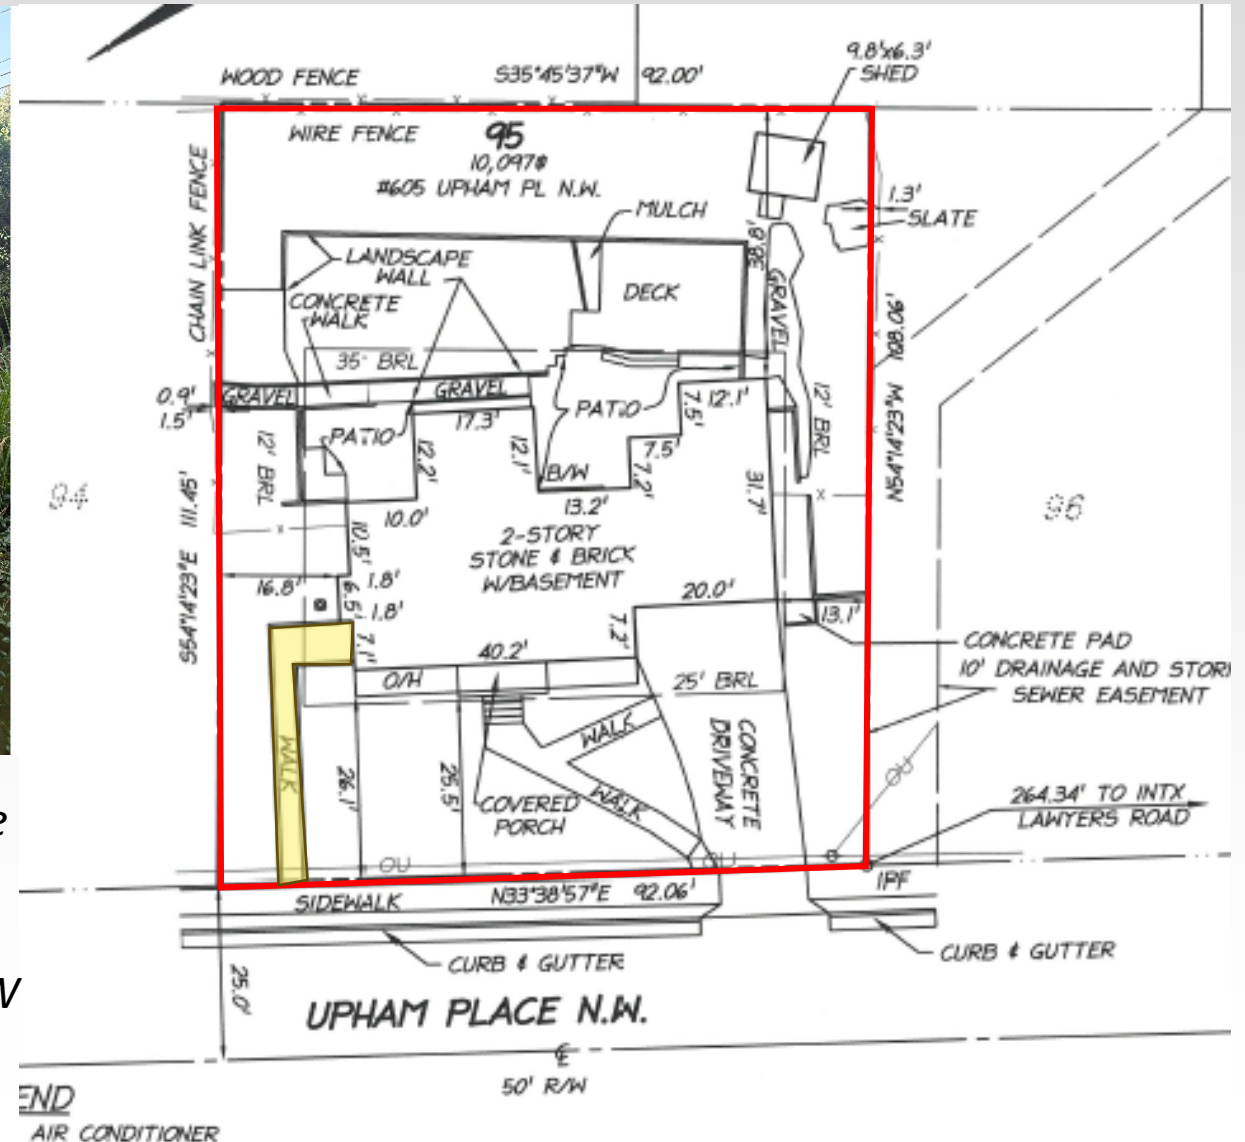 9.8'x6.3'
SHED
WOOD FENCE
S35°45'37"W 92.00'
WIRE FENCE
95
10,097
#605 UPHAM PL N.W.
MULCH
1.3'
SLATE
CHAIN LINK FENCE
LANDSCAPE
WALL
38.8'
DECK
CONCRETE
WALK
GRAVEL
35' BRL
N54°14'23"W 108.06'
0.9'
GRAVEL
GRAVEL
1.5'
12.1'
7.5'
PATIO
17.3'
PATIO
12' BRL
12' BRL
12.2'
12.1'
7.5'
B/W
7.2'
31.7'
94
S54°14'23"E 111.45'
10.0'
13.2'
96
10.5'
2-STORY
STONE & BRICK
W/BASEMENT
16.8'
1.8'
6.5'
1.8'
20.0'
13.1'
7.1'
7.2'
CONCRETE PAD
40.2'
10' DRAINAGE AND STOR
SEWER EASEMENT
O/H
25' BRL
WALK
WALK
CONCRETE
DRIVEWAY
26.1'
25.5'
COVERED
PORCH
WALK
OU
264.34' TO INTX
LAWYERS ROAD
e
OU
OU
IPF
SIDEWALK
N33°38'57"E 92.06'
CURB & GUTTER
CURB & GUTTER
W
25.0'
UPHAM PLACE N.W.
50' R/W
END
AIR CONDITIONER